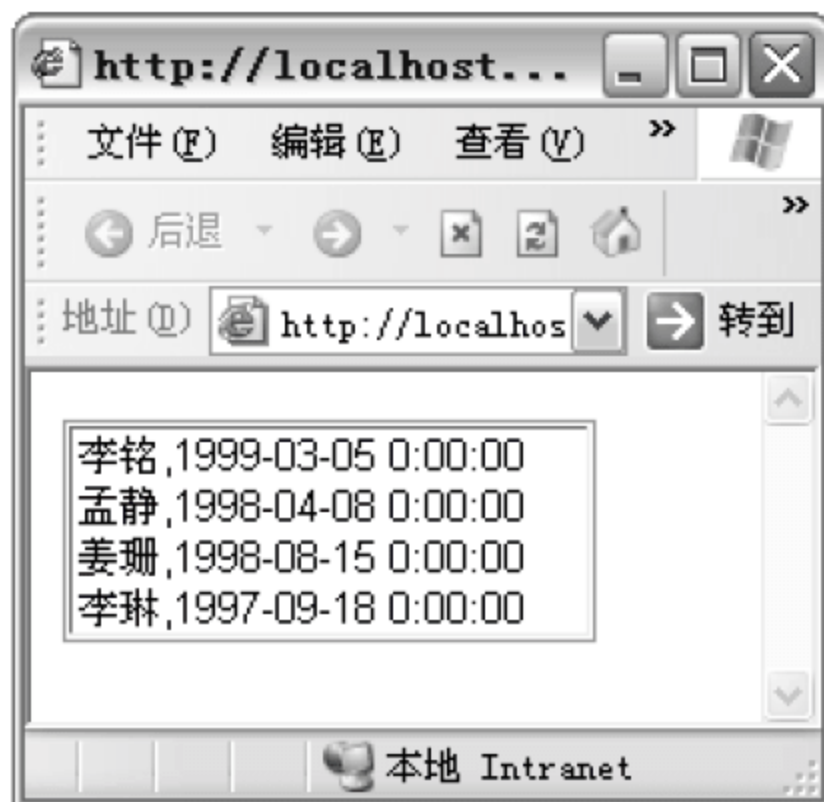 http://localhost...
文件(F) 编辑(E) 查看(V) »
后退 »
地址(D) http://localhos 转到
李铭,1999-03-05 0:00:00
孟静,1998-04-08 0:00:00
姜珊,1998-08-15 0:00:00
李琳,1997-09-18 0:00:00
本地 Intranet